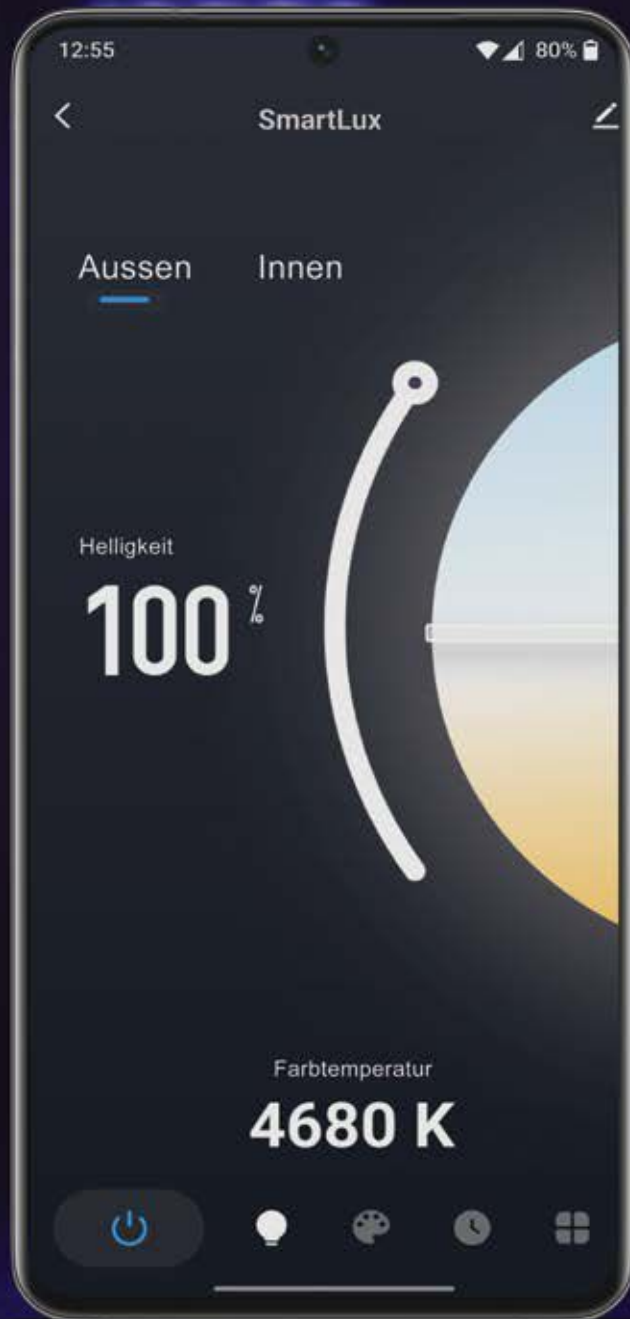 12:55
80%
SmartLux
Aussen Innen
Helligkeit
100 %
Farbtemperatur
4680 K